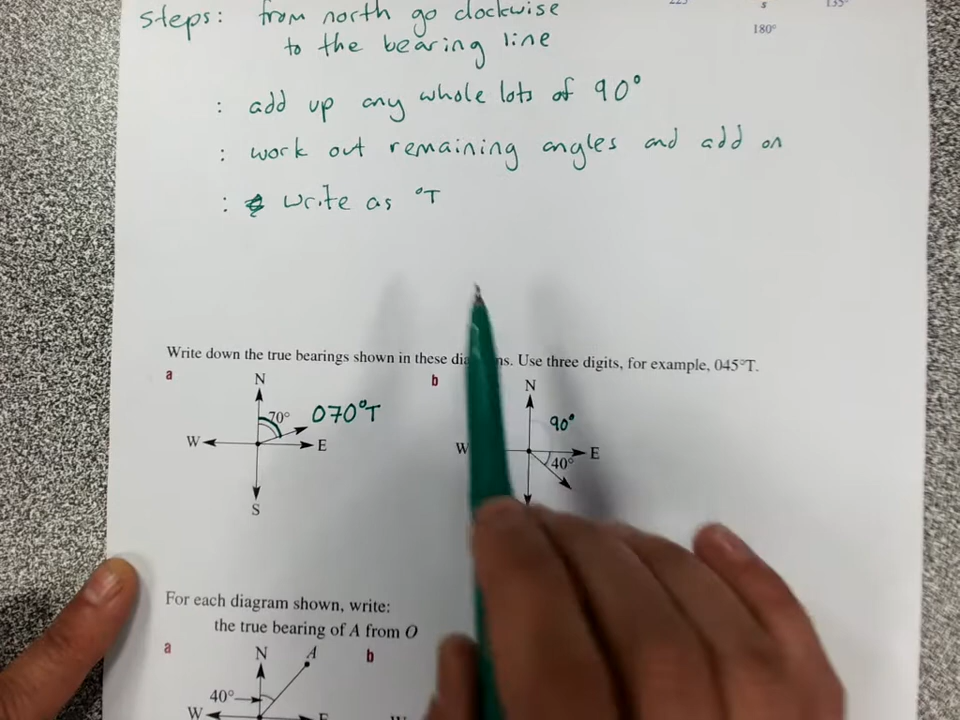 steps: from north go clockwise
to the bearing line
: add up any whole lots of 90°
: work out remaining angles and add on
: write as °T
225
S
135°
180°
Write down the true bearings shown in these. Use three digits, for example, 045°T.
a
N
70°
070°T
W
E
S
b
N
90°
W
E
40°
For each diagram shown, write:
the true bearing of A from O
a
N
A
40°
W
E
b
W